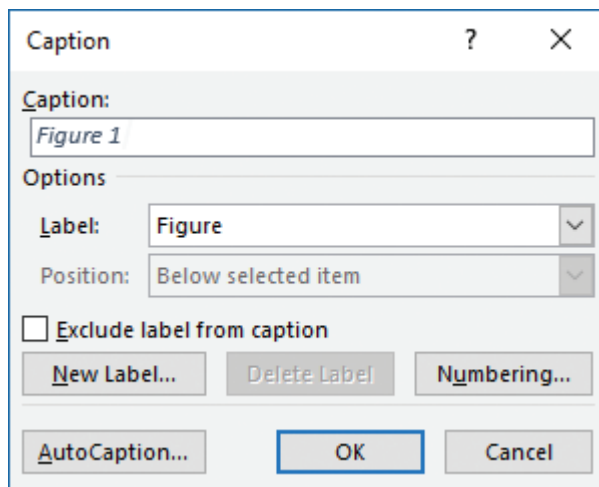 Caption ?
Caption:
Figure 1
Options
Label: Figure
Position: Below selected item
Exclude label from caption
New Label... Delete Label Numbering...
AutoCaption... OK Cancel